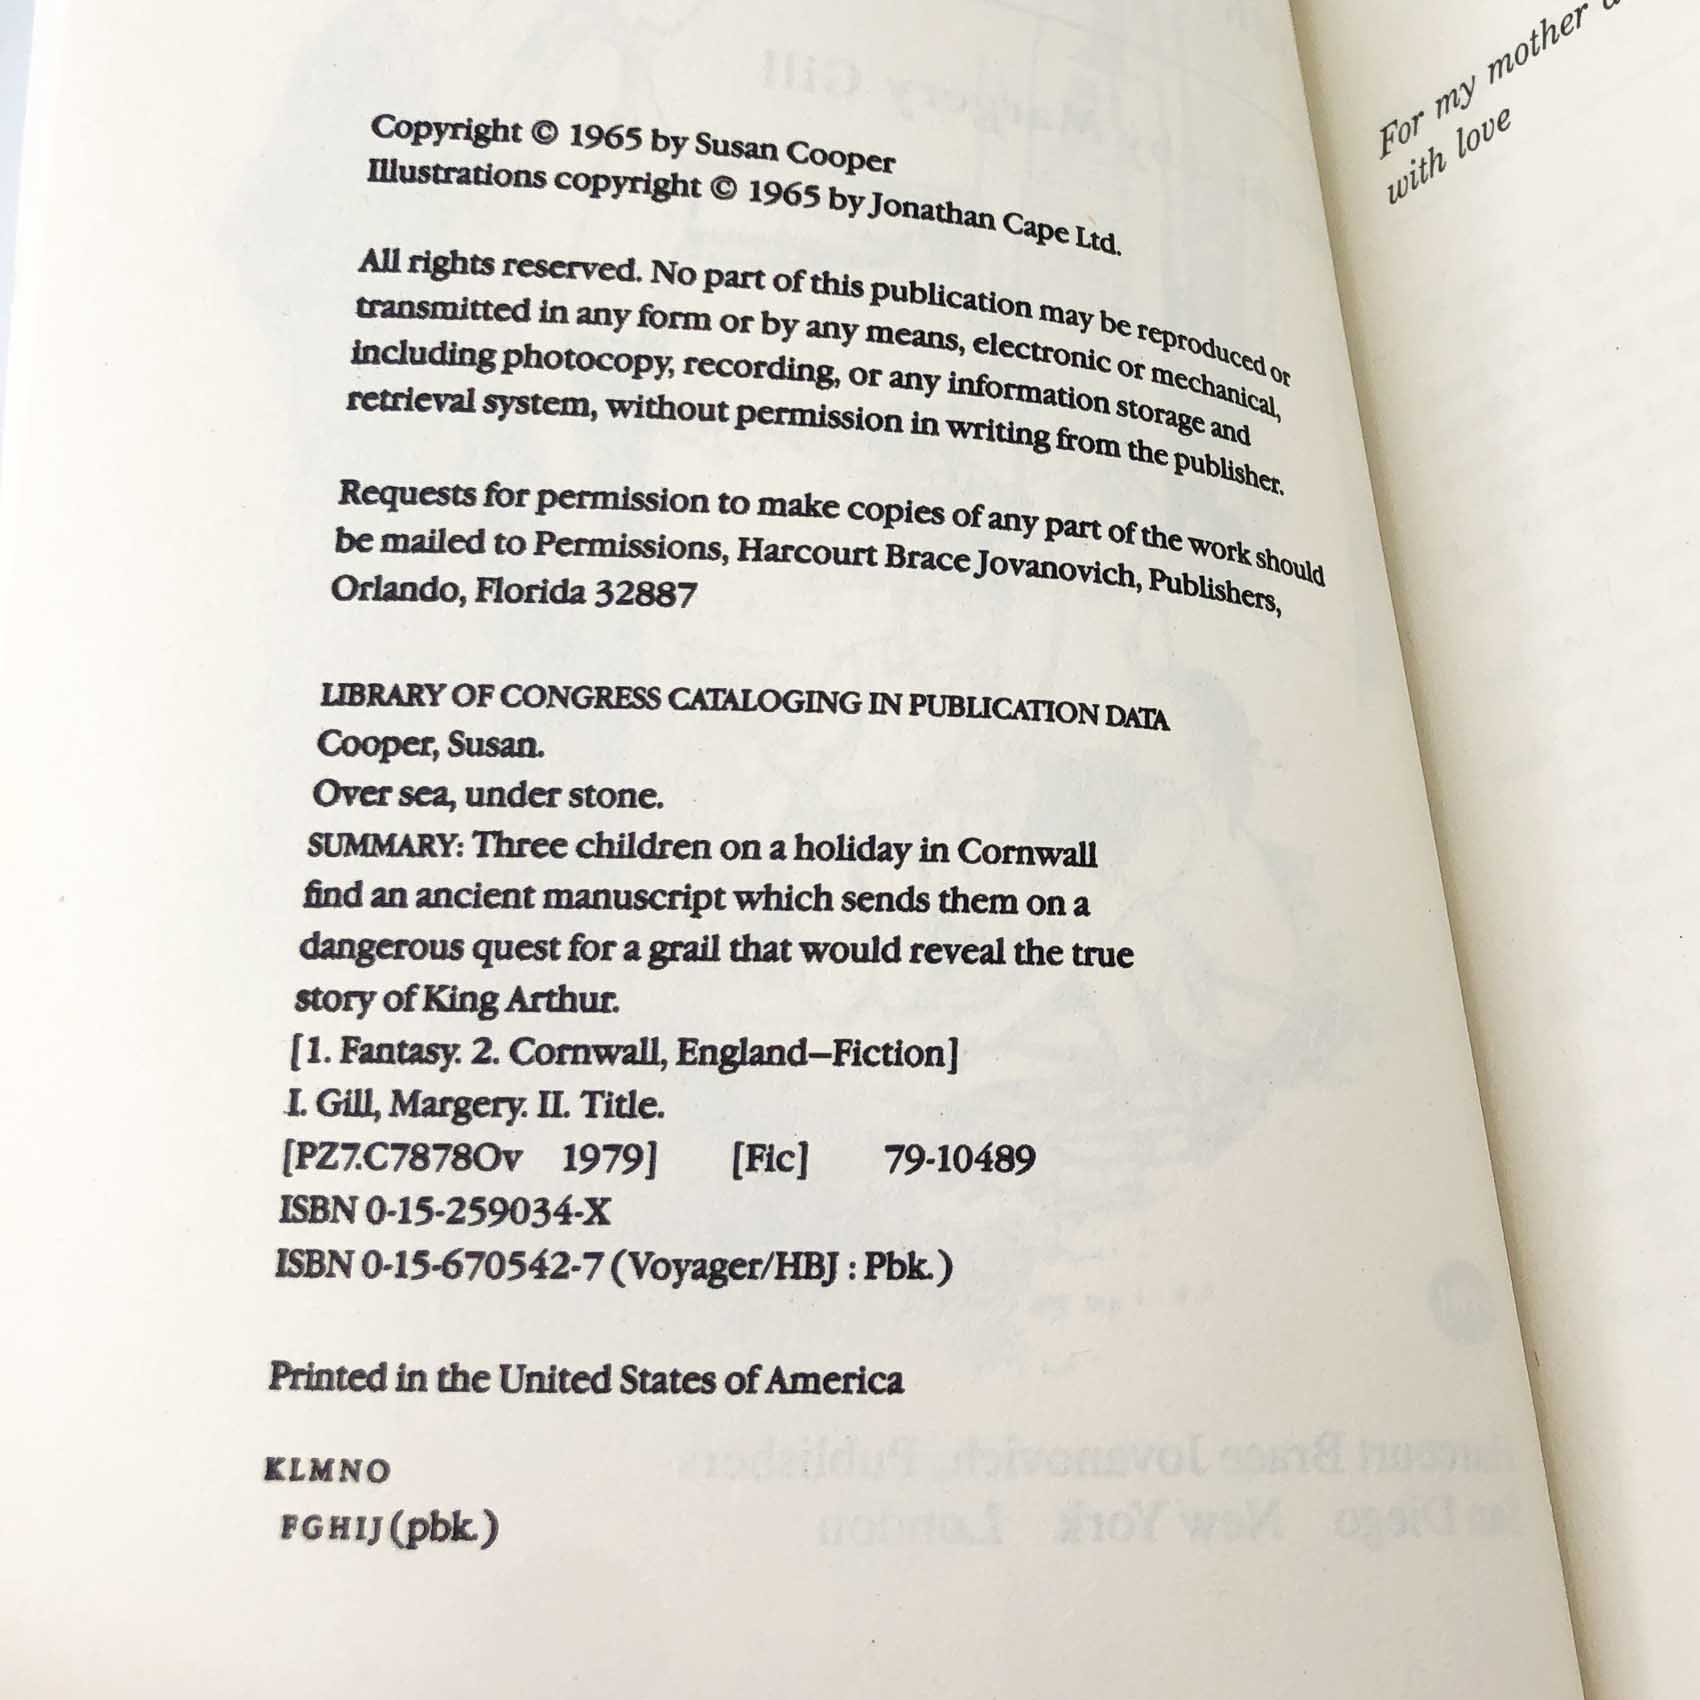 Copyright © 1965 by Susan Cooper
Illustrations copyright © 1965 by Jonathan Cape Ltd.
All rights reserved. No part of this publication may be reproduced or
transmitted in any form or by any means, electronic or mechanical,
including photocopy, recording, or any information storage and
retrieval system, without permission in writing from the publisher.
Requests for permission to make copies of any part of the work should
be mailed to Permissions, Harcourt Brace Jovanovich, Publishers,
Orlando, Florida 32887
LIBRARY OF CONGRESS CATALOGING IN PUBLICATION DATA
Cooper, Susan.
Over sea, under stone.
SUMMARY: Three children on a holiday in Cornwall
find an ancient manuscript which sends them on a
dangerous quest for a grail that would reveal the true
story of King Arthur.
[1. Fantasy. 2. Cornwall, England–Fiction]
I. Gill, Margery. II. Title.
[PZ7.C7878Ov 1979] [Fic] 79-10489
ISBN 0-15-259034-X
ISBN 0-15-670542-7 (Voyager/HBJ : Pbk.)
Printed in the United States of America
KLMNO
FGHIJ (pbk.)
For my mother
with love